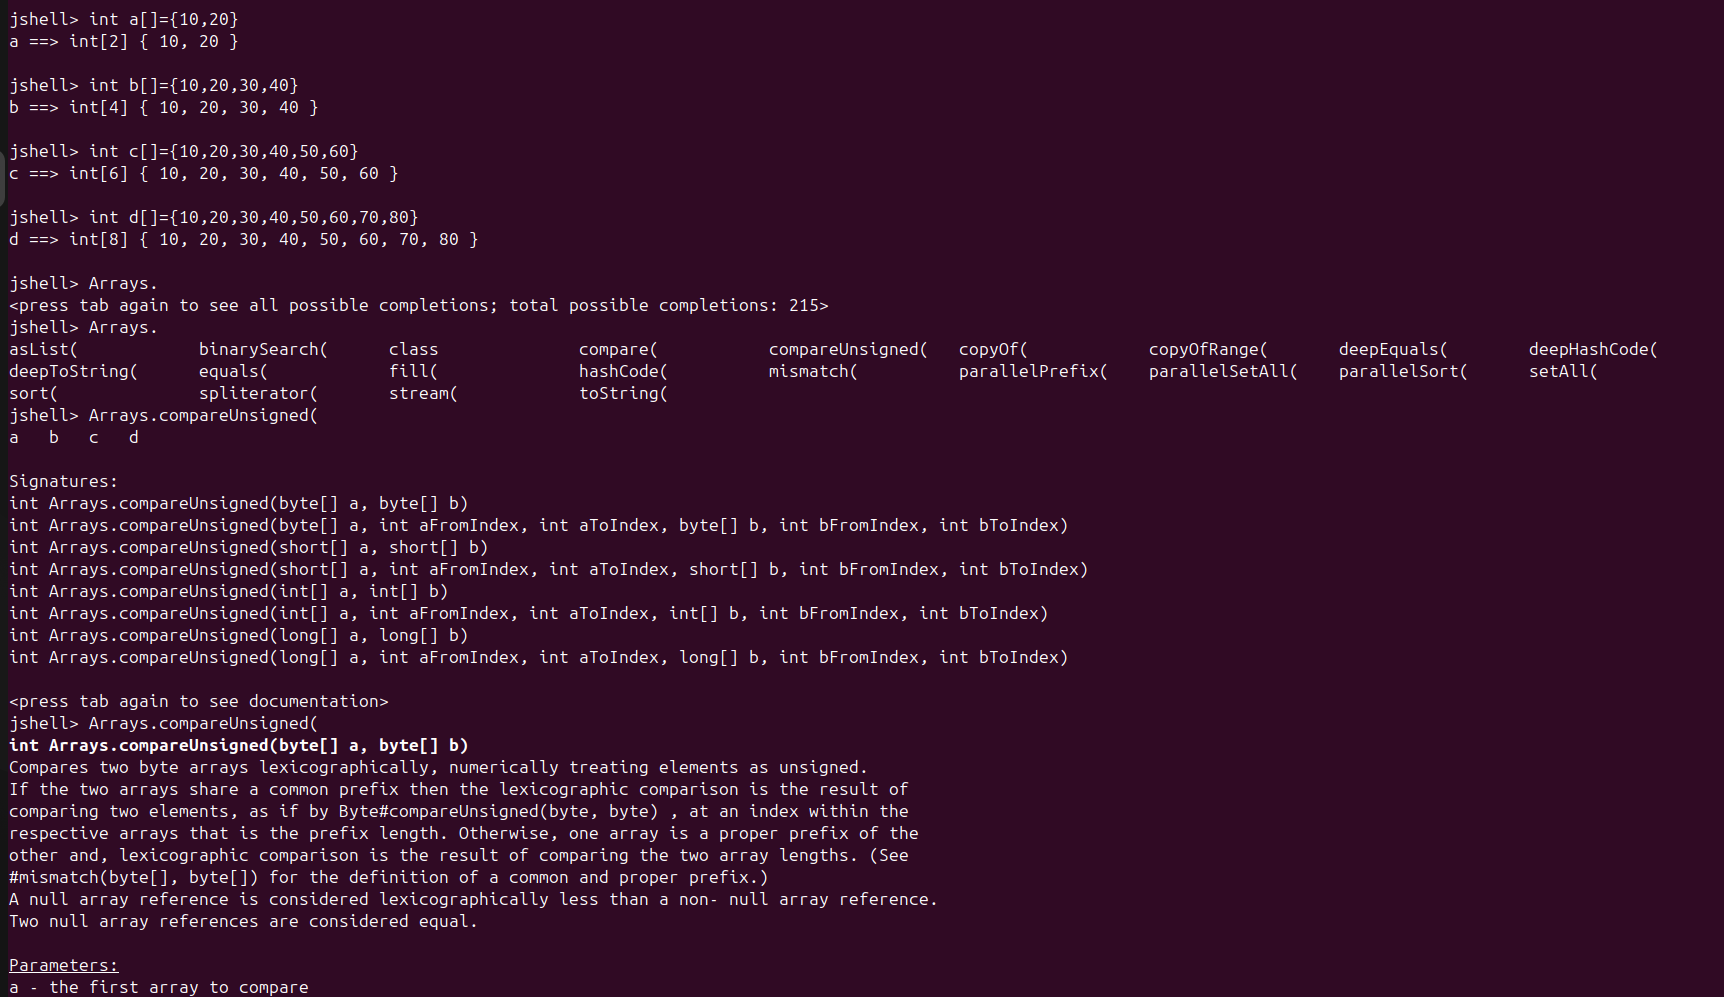 jshell> int a[]={10,20}
a ==> int[2] { 10, 20 }
jshell> int b[]={10,20,30,40}
b ==> int[4] { 10, 20, 30, 40 }
jshell> int c[]={10,20,30,40,50,60}
c ==> int[6] { 10, 20, 30, 40, 50, 60 }
jshell> int d[]={10,20,30,40,50,60,70,80}
d ==> int[8] { 10, 20, 30, 40, 50, 60, 70, 80 }
jshell> Arrays.
<press tab again to see all possible completions; total possible completions: 215>
jshell> Arrays.
asList(            binarySearch(      class              compare(           compareUnsigned(   copyOf(            copyOfRange(       deepEquals(        deepHashCode(
deepToString(      equals(            fill(              hashCode(          mismatch(          parallelPrefix(    parallelSetAll(    parallelSort(      setAll(
sort(              spliterator(       stream(            toString(
jshell> Arrays.compareUnsigned(
a   b   c   d
Signatures:
int Arrays.compareUnsigned(byte[] a, byte[] b)
int Arrays.compareUnsigned(byte[] a, int aFromIndex, int aToIndex, byte[] b, int bFromIndex, int bToIndex)
int Arrays.compareUnsigned(short[] a, short[] b)
int Arrays.compareUnsigned(short[] a, int aFromIndex, int aToIndex, short[] b, int bFromIndex, int bToIndex)
int Arrays.compareUnsigned(int[] a, int[] b)
int Arrays.compareUnsigned(int[] a, int aFromIndex, int aToIndex, int[] b, int bFromIndex, int bToIndex)
int Arrays.compareUnsigned(long[] a, long[] b)
int Arrays.compareUnsigned(long[] a, int aFromIndex, int aToIndex, long[] b, int bFromIndex, int bToIndex)
<press tab again to see documentation>
jshell> Arrays.compareUnsigned(
int Arrays.compareUnsigned(byte[] a, byte[] b)
Compares two byte arrays lexicographically, numerically treating elements as unsigned.
If the two arrays share a common prefix then the lexicographic comparison is the result of
comparing two elements, as if by Byte#compareUnsigned(byte, byte) , at an index within the
respective arrays that is the prefix length. Otherwise, one array is a proper prefix of the
other and, lexicographic comparison is the result of comparing the two array lengths. (See
#mismatch(byte[], byte[]) for the definition of a common and proper prefix.)
A null array reference is considered lexicographically less than a non- null array reference.
Two null array references are considered equal.
Parameters:
a - the first array to compare